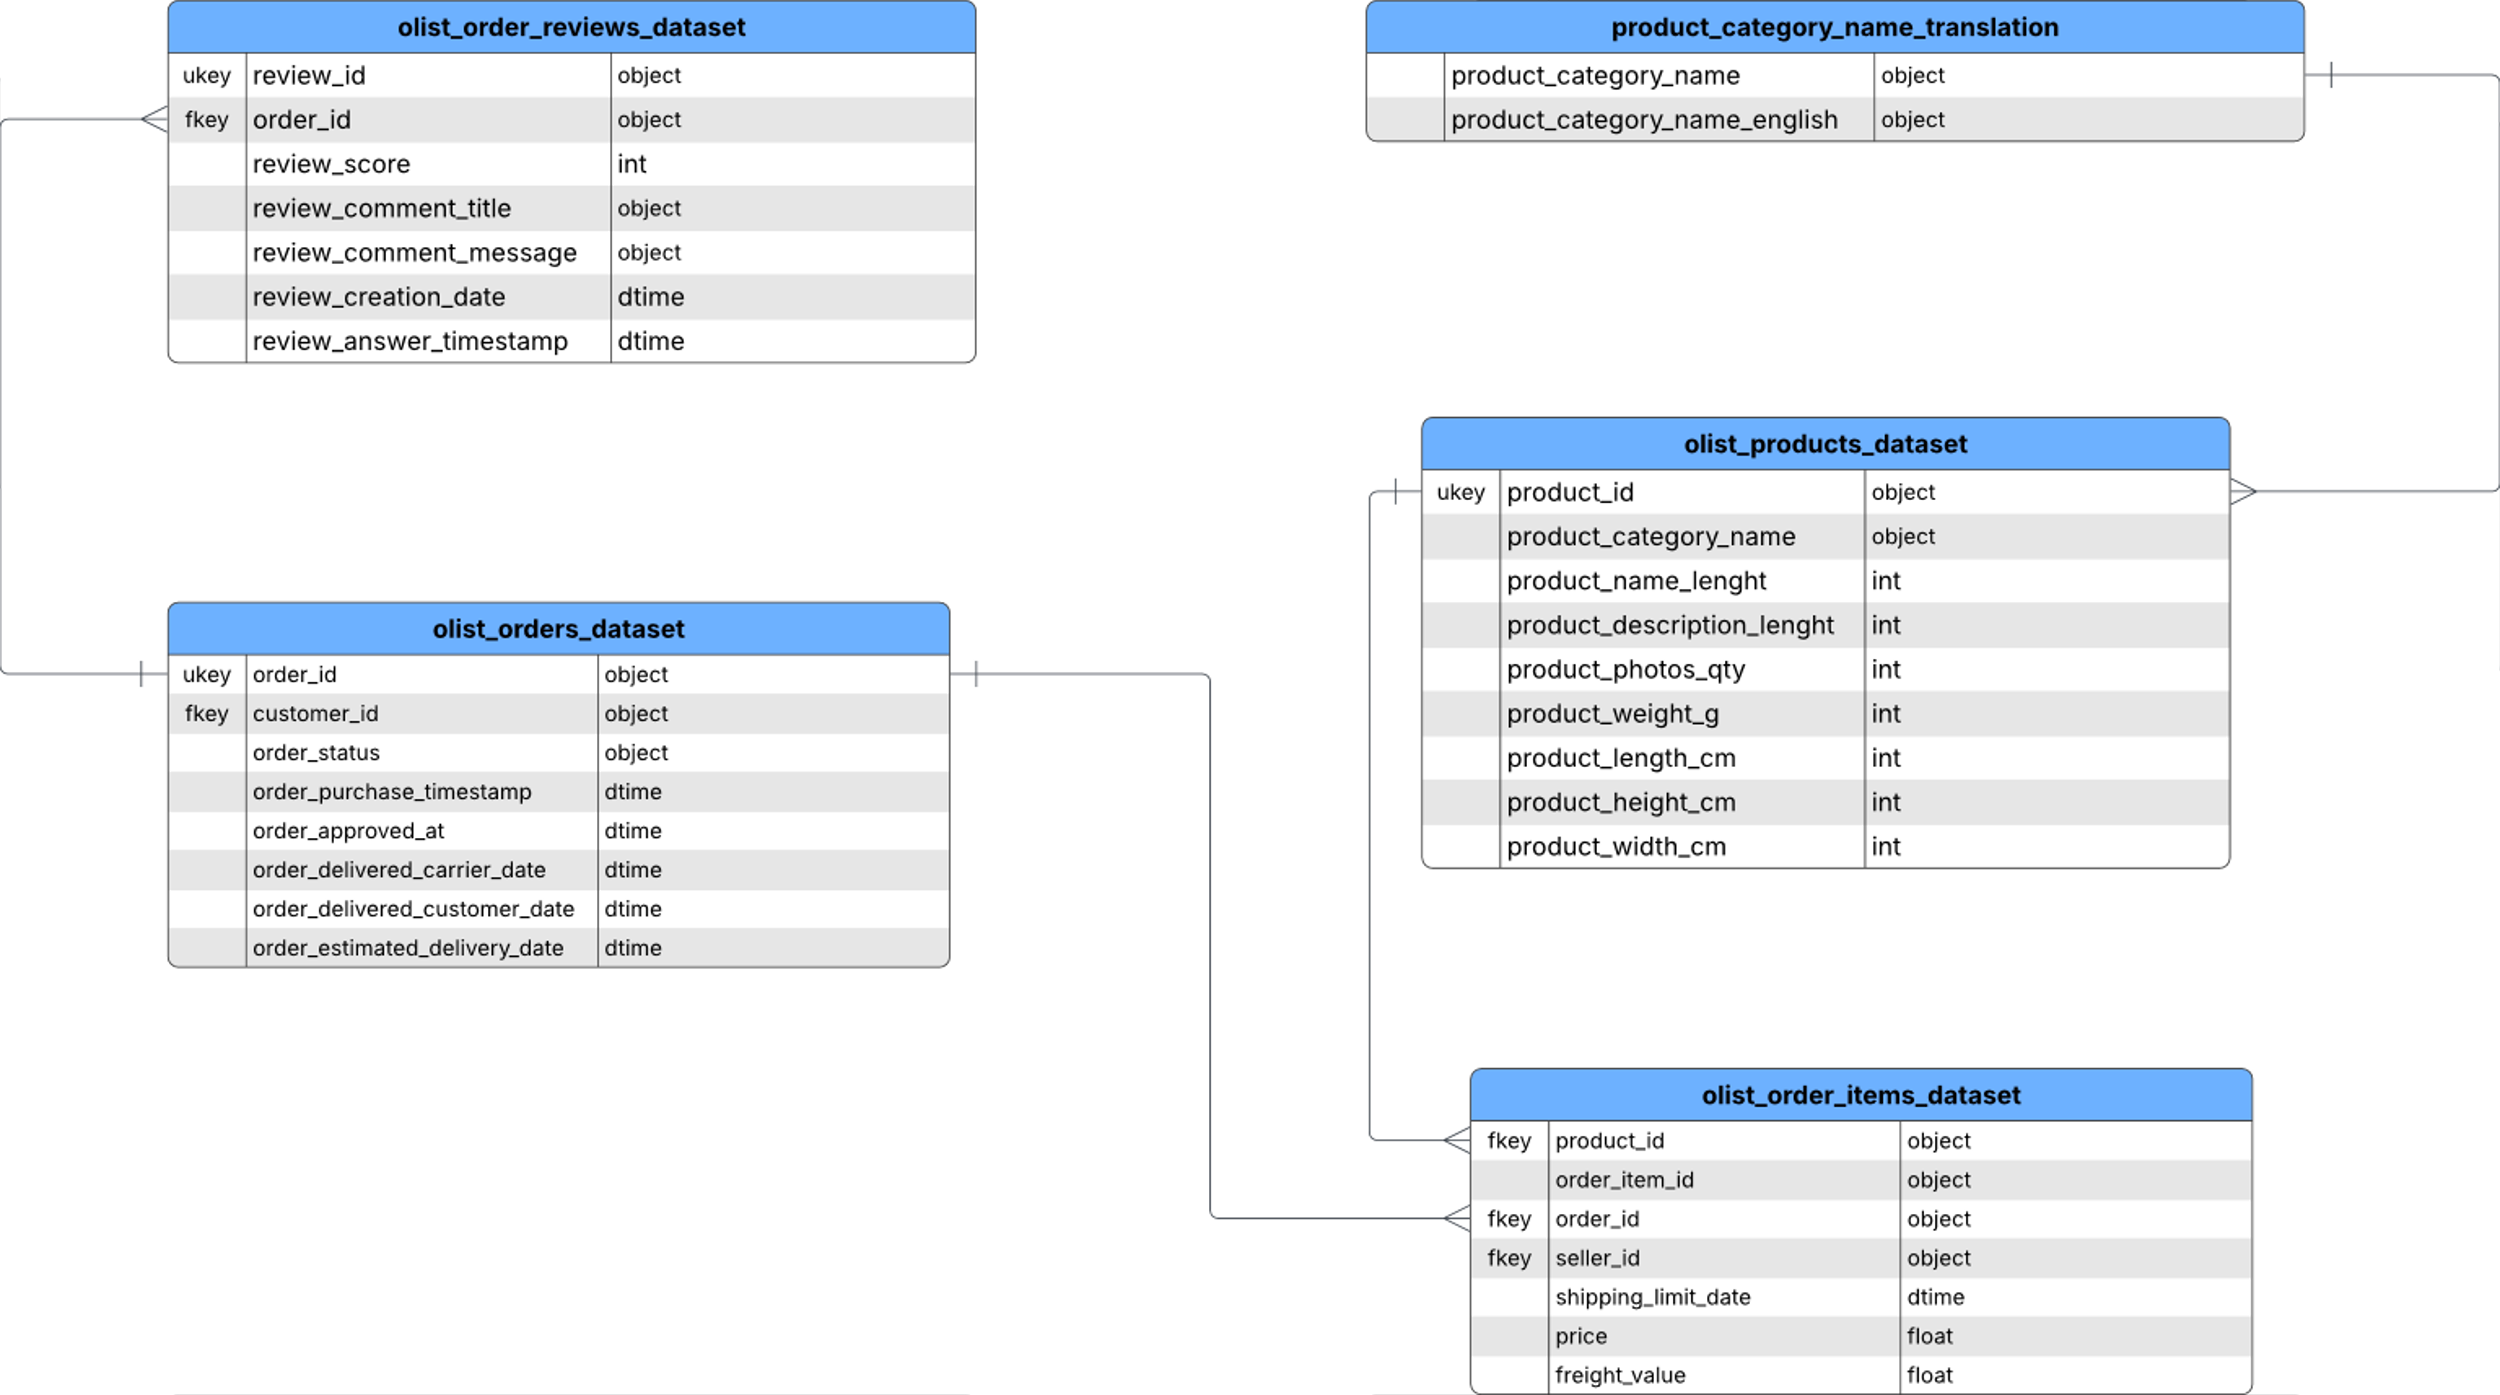 olist_order_reviews_dataset
ukey review_id object
fkey order_id object
review_score int
review_comment_title object
review_comment_message object
review_creation_date dtime
review_answer_timestamp dtime
product_category_name_translation
product_category_name object
product_category_name_english object
olist_products_dataset
ukey product_id object
product_category_name object
product_name_lenght int
product_description_lenght int
product_photos_qty int
product_weight_g int
product_length_cm int
product_height_cm int
product_width_cm int
olist_orders_dataset
ukey order_id object
fkey customer_id object
order_status object
order_purchase_timestamp dtime
order_approved_at dtime
order_delivered_carrier_date dtime
order_delivered_customer_date dtime
order_estimated_delivery_date dtime
olist_order_items_dataset
fkey product_id object
order_item_id object
fkey order_id object
fkey seller_id object
shipping_limit_date dtime
price float
freight_value float